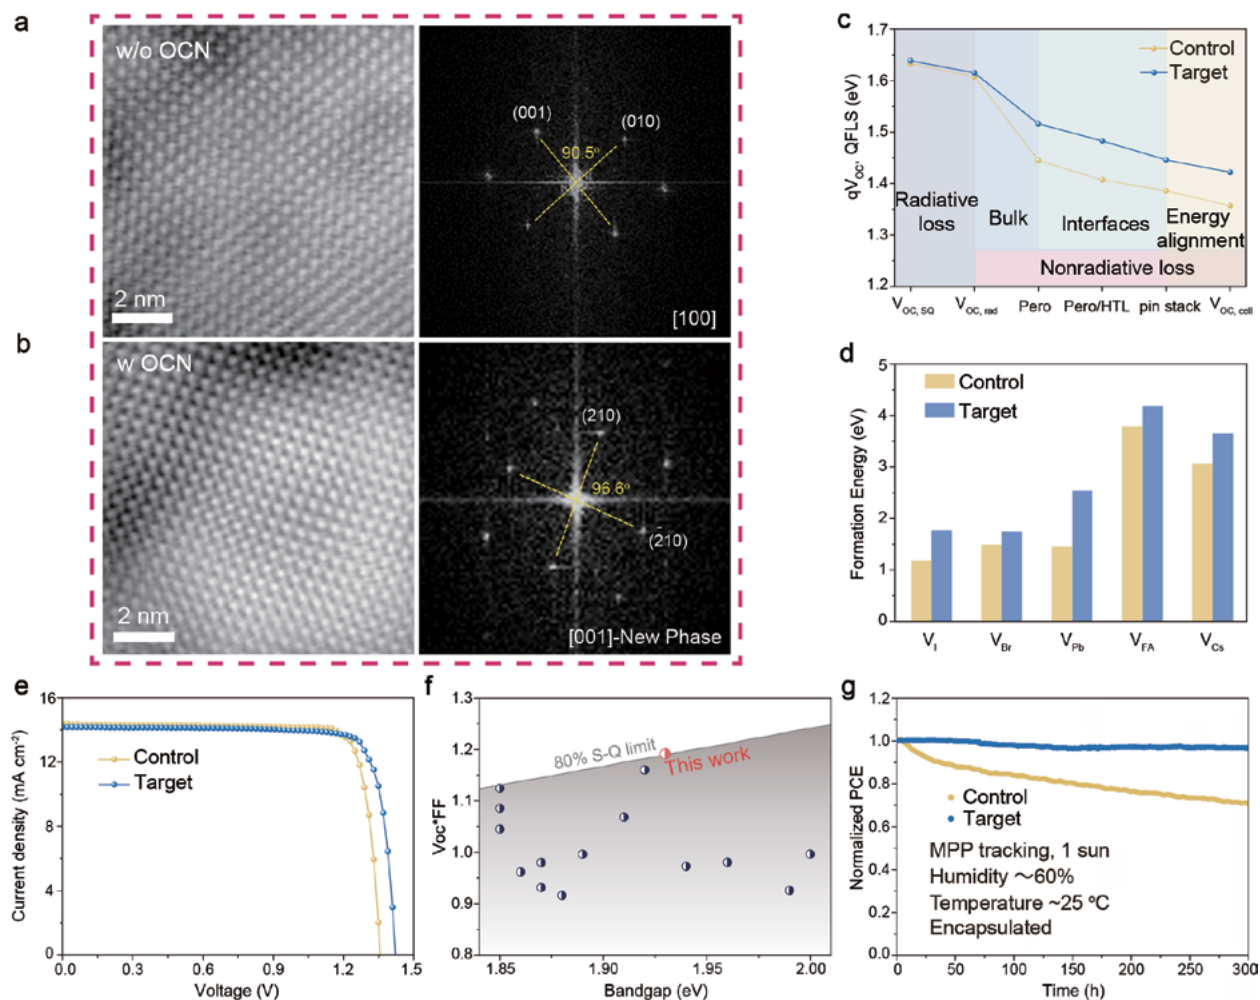 a
w/o OCN
2 nm
(001)
(010)
90.5°
[100]
b
w OCN
2 nm
(210)
96.6°
(2̄10)
[001]-New Phase
c
qV_OC, QFLS (eV)
1.7
1.6
1.5
1.4
1.3
1.2
Control
Target
Radiative
loss
Bulk
Interfaces
Energy
alignment
Nonradiative loss
V_OC, SQ
V_OC, rad
Pero
Pero/HTL
pin stack
V_OC, cell
d
Formation Energy (eV)
5
4
3
2
1
0
Control
Target
V_I
V_Br
V_Pb
V_FA
V_Cs
e
Current density (mA cm⁻²)
16
12
8
4
0
Control
Target
0.0
0.3
0.6
0.9
1.2
1.5
Voltage (V)
f
Voc*FF
1.3
1.2
1.1
1.0
0.9
0.8
80% S-Q limit
This work
1.85
1.90
1.95
2.00
Bandgap (eV)
g
Normalized PCE
1.2
1.0
0.8
0.6
0.4
0.2
0.0
Control
Target
MPP tracking, 1 sun
Humidity ～60%
Temperature ~25 °C
Encapsulated
0
50
100
150
200
250
300
Time (h)